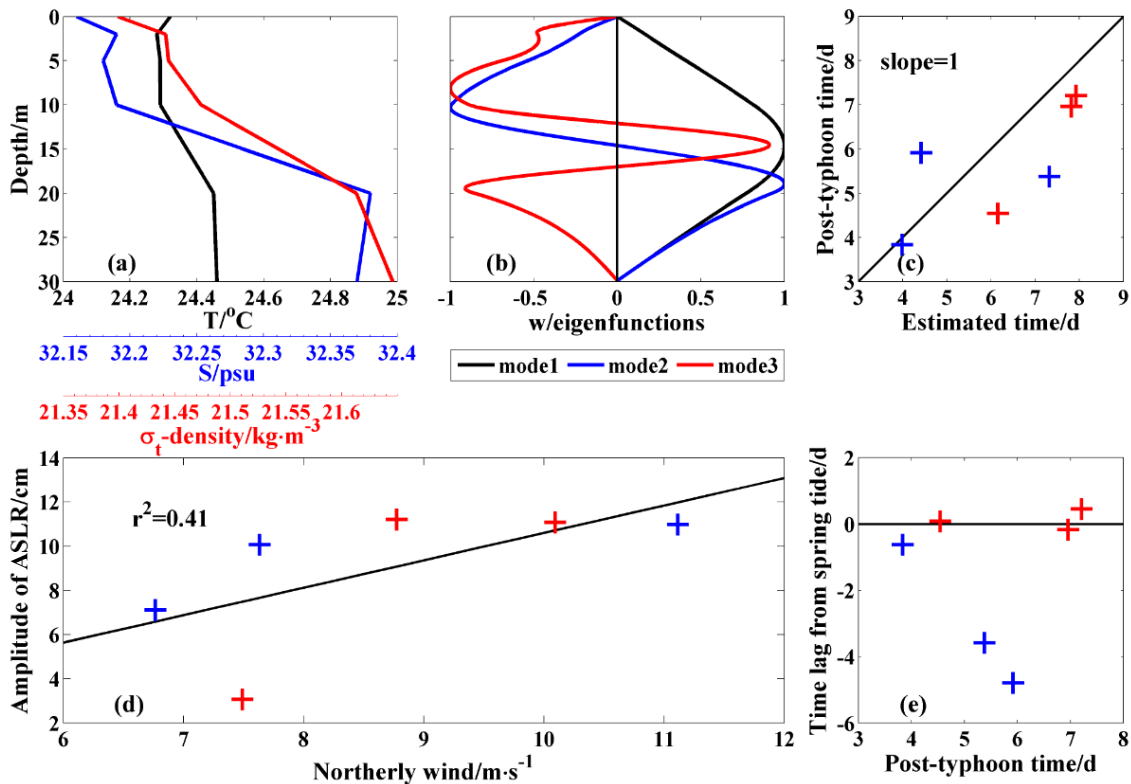 0
5
10
15
20
25
30
Depth/m
(a)
24 24.2 24.4 24.6 24.8 25
T/°C
32.15 32.2 32.25 32.3 32.35 32.4
S/psu
21.35 21.4 21.45 21.5 21.55 21.6
σt-density/kg·m-3
(b)
-1 -0.5 0 0.5 1
w/eigenfunctions
mode1 mode2 mode3
9
8
7
6
5
4
3
Post-typhoon time/d
slope=1
(c)
3 4 5 6 7 8 9
Estimated time/d
14
12
10
8
6
4
2
Amplitude of ASLR/cm
r2=0.41
(d)
6 7 8 9 10 11 12
Northerly wind/m·s-1
2
0
-2
-4
-6
Time lag from spring tide/d
(e)
3 4 5 6 7 8
Post-typhoon time/d